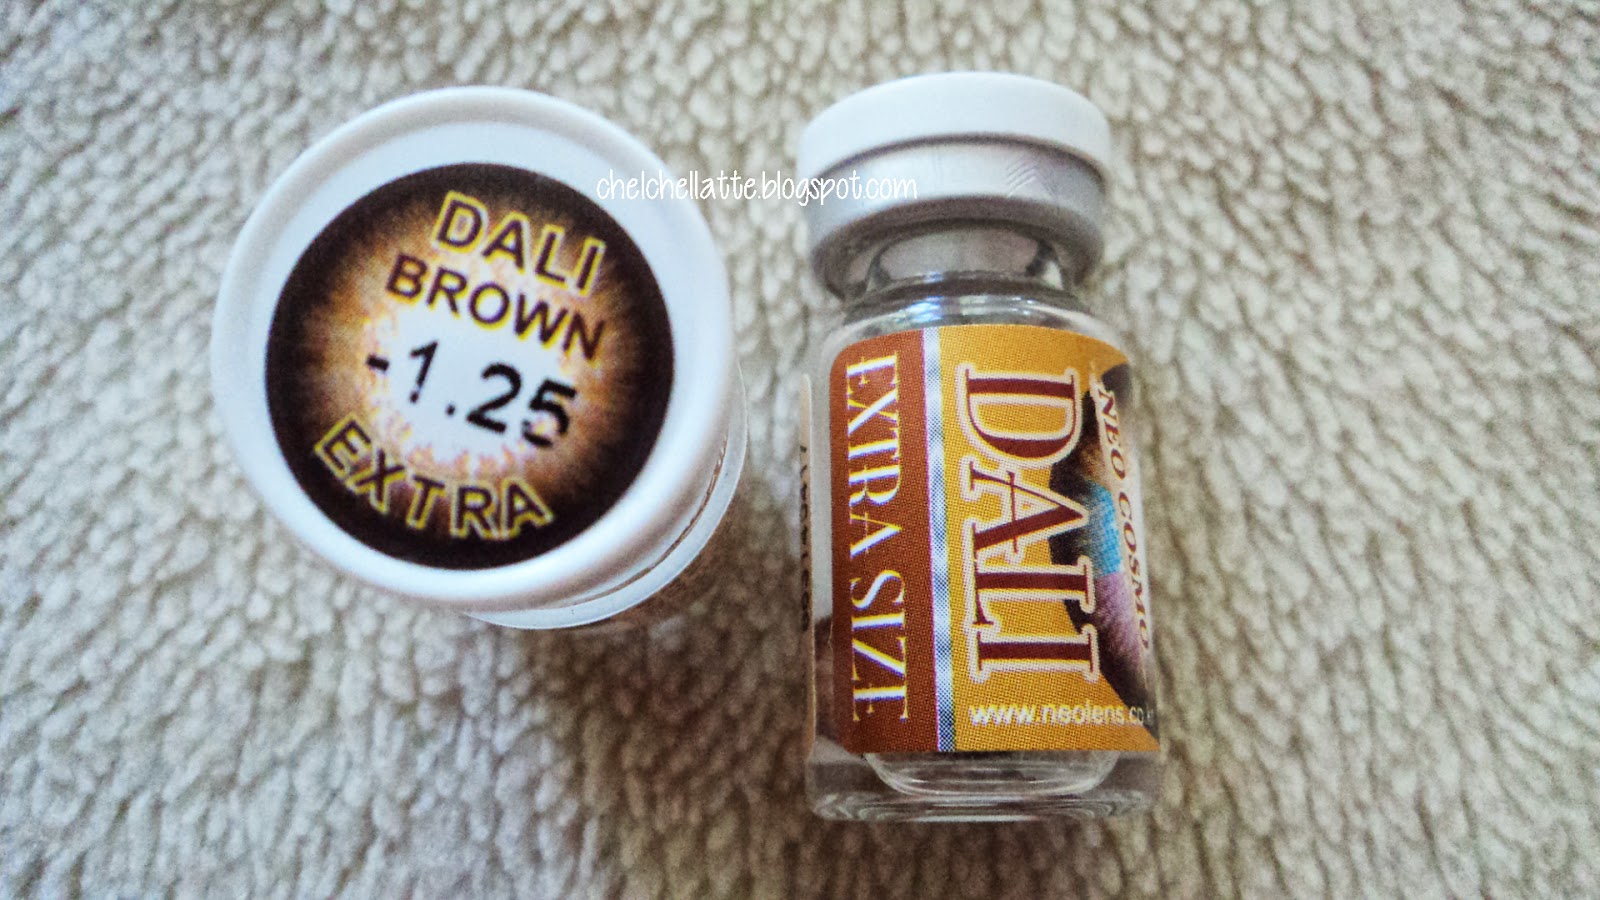 chelchellatte.blogspot.com
DALI
BROWN
-1.25
EXTRA
NEO COSMO
DALI
EXTRA SIZE
www.neolens.co.kr